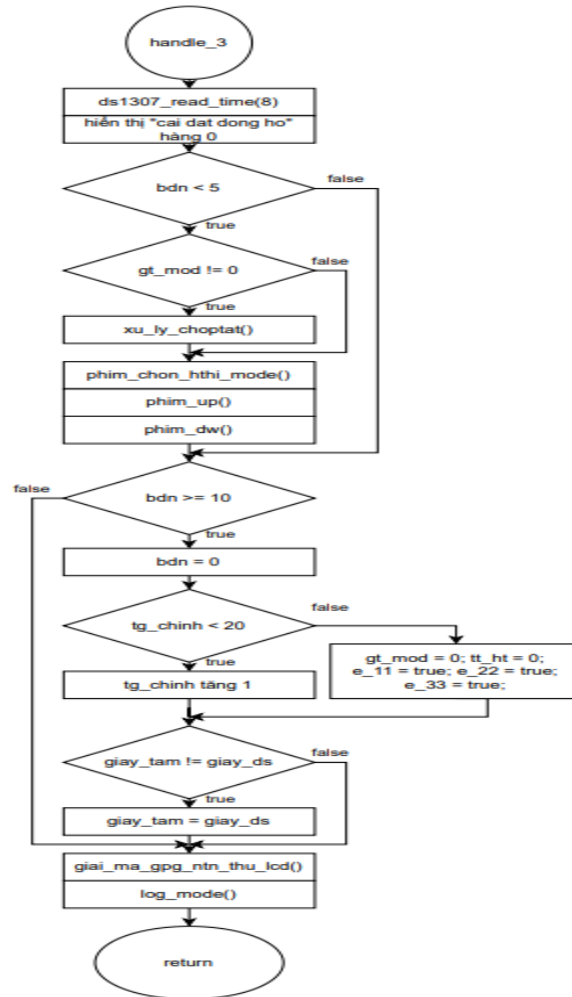 handle_3
ds1307_read_time(8)
hiển thị "cai dat dong ho"
hàng 0
bdn < 5
false
true
gt_mod != 0
false
true
xu_ly_choptat()
phim_chon_hthi_mode()
phim_up()
phim_dw()
false
bdn >= 10
true
bdn = 0
tg_chinh < 20
false
true
gt_mod = 0; tt_ht = 0;
e_11 = true; e_22 = true;
e_33 = true;
tg_chinh tăng 1
giay_tam != giay_ds
false
true
giay_tam = giay_ds
giai_ma_gpg_ntn_thu_lcd()
log_mode()
return